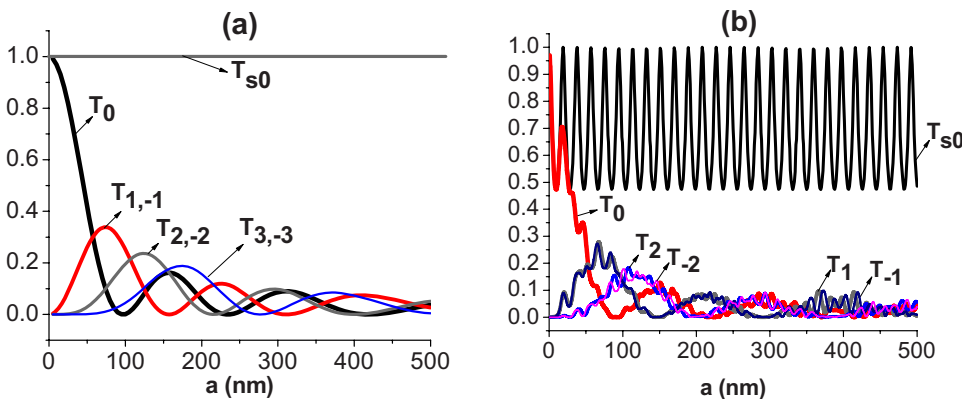 (a)
1.0
0.8
0.6
0.4
0.2
0.0
T_s0
T_0
T_1,-1
T_2,-2
T_3,-3
0 100 200 300 400 500
a (nm)
(b)
1.0
0.9
0.8
0.7
0.6
0.5
0.4
0.3
0.2
0.1
0.0
T_s0
T_0
T_2
T_-2
T_1
T_-1
0 100 200 300 400 500
a (nm)